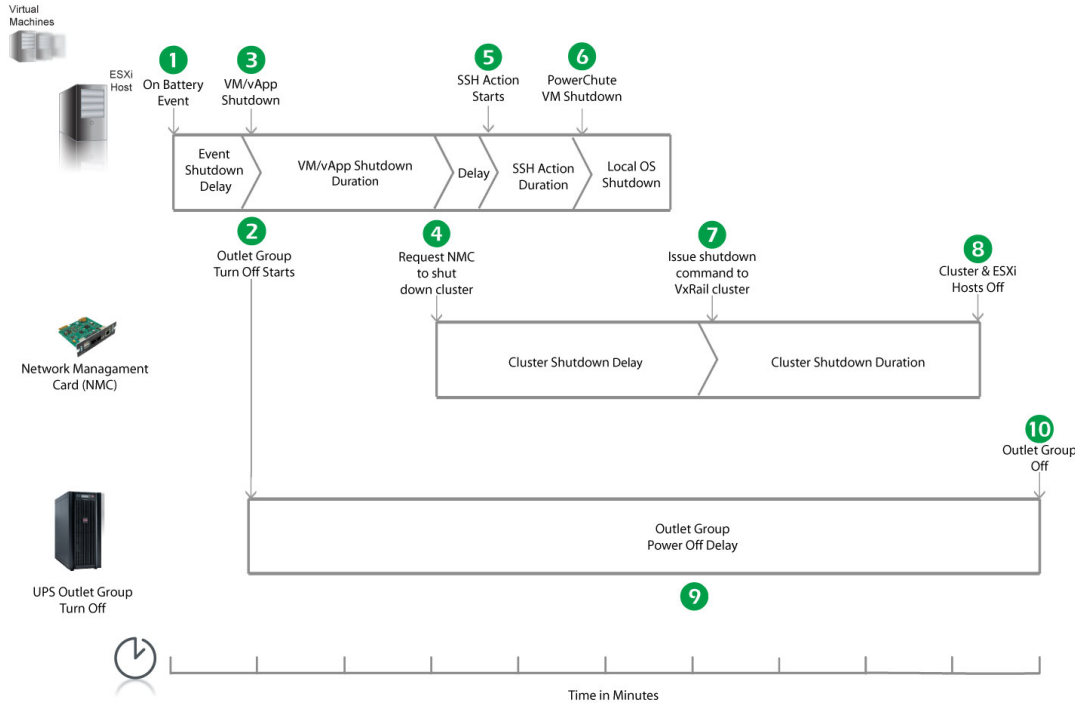 Virtual
Machines
ESXi
Host
1
On Battery
Event
3
VM/vApp
Shutdown
5
SSH Action
Starts
6
PowerChute
VM Shutdown
Event
Shutdown
Delay
VM/vApp Shutdown
Duration
Delay
SSH Action
Duration
Local OS
Shutdown
2
Outlet Group
Turn Off Starts
4
Request NMC
to shut
down cluster
7
Issue shutdown
command to
VxRail cluster
8
Cluster & ESXi
Hosts Off
Network Managament
Card (NMC)
Cluster Shutdown Delay
Cluster Shutdown Duration
10
Outlet Group
Off
UPS Outlet Group
Turn Off
Outlet Group
Power Off Delay
9
Time in Minutes